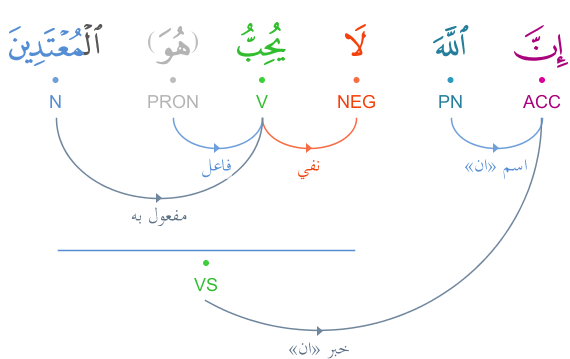 إِنَّ ٱللَّهَ لَا يُحِبُّ (هُوَ) ٱلْمُعْتَدِينَ
ACC PN NEG V PRON N
اسم «ان» نفي فاعل
مفعول به
VS
خبر «ان»